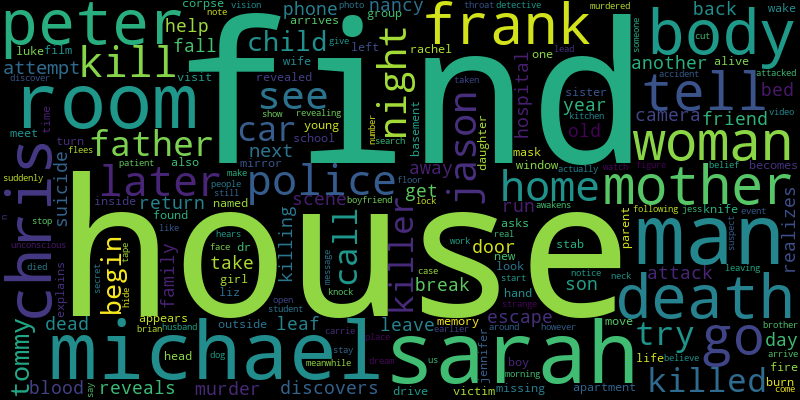 peter
find
frank
body
house
room
kill
child
phone
nancy
night
see
car
father
police
later
chris
michael
sarah
jason
killer
call
home
mother
woman
man
death
go
try
killed
tell
another
back
friend
camera
door
run
break
escape
attack
son
begin
take
return
scene
family
tommy
dead
blood
reveals
murder
discovers
leave
leaf
suicide
killing
realizes
day
year
old
bed
hospital
away
get
next
help
fall
attempt
luke
film
corpse
vision
photo
note
arrives
group
throat
detective
murdered
wake
someone
cut
alive
attacked
discover
visit
revealed
wife
give
left
rachel
one
lead
taken
accident
video
meet
time
turn
flees
young
show
revealing
school
mirror
basement
number
search
daughter
sister
kitchen
mask
window
actually
watch
figure
belief
becomes
suddenly
patient
also
make
people
still
floor
boyfriend
lock
awakens
parent
following
jess
knife
event
suspect
inside
named
found
stop
unconscious
died
explains
like
secret
hide
tape
hears
face
dr
girl
liz
message
knock
work
case
asks
real
new
look
start
hand
strange
stab
notice
neck
leaving
appears
brian
husband
outside
open
student
memory
earlier
around
however
move
brother
arrive
life
believe
fire
burn
come
say
head
dog
meanwhile
carrie
place
stay
dream
us
drive
victim
morning
jennifer
boy
missing
apartment